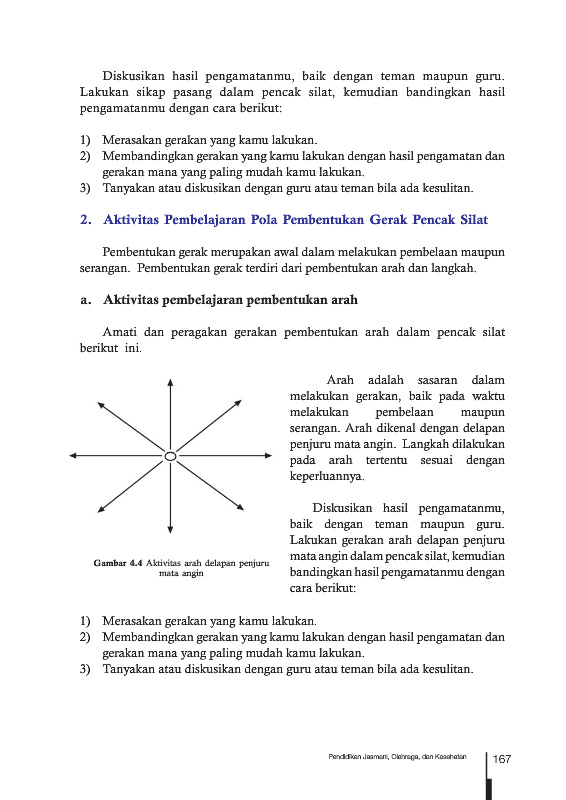 Diskusikan hasil pengamatanmu, baik dengan teman maupun guru.
Lakukan sikap pasang dalam pencak silat, kemudian bandingkan hasil
pengamatanmu dengan cara berikut:
1) Merasakan gerakan yang kamu lakukan.
2) Membandingkan gerakan yang kamu lakukan dengan hasil pengamatan dan
gerakan mana yang paling mudah kamu lakukan.
3) Tanyakan atau diskusikan dengan guru atau teman bila ada kesulitan.
2. Aktivitas Pembelajaran Pola Pembentukan Gerak Pencak Silat
Pembentukan gerak merupakan awal dalam melakukan pembelaan maupun
serangan. Pembentukan gerak terdiri dari pembentukan arah dan langkah.
a. Aktivitas pembelajaran pembentukan arah
Amati dan peragakan gerakan pembentukan arah dalam pencak silat
berikut ini.
Arah adalah sasaran dalam
melakukan gerakan, baik pada waktu
melakukan pembelaan maupun
serangan. Arah dikenal dengan delapan
penjuru mata angin. Langkah dilakukan
pada arah tertentu sesuai dengan
keperluannya.
Diskusikan hasil pengamatanmu,
baik dengan teman maupun guru.
Lakukan gerakan arah delapan penjuru
mata angin dalam pencak silat, kemudian
bandingkan hasil pengamatanmu dengan
cara berikut:
Gambar 4.4 Aktivitas arah delapan penjuru
mata angin
1) Merasakan gerakan yang kamu lakukan.
2) Membandingkan gerakan yang kamu lakukan dengan hasil pengamatan dan
gerakan mana yang paling mudah kamu lakukan.
3) Tanyakan atau diskusikan dengan guru atau teman bila ada kesulitan.
Pendidikan Jasmani, Olahraga, dan Kesehatan
167